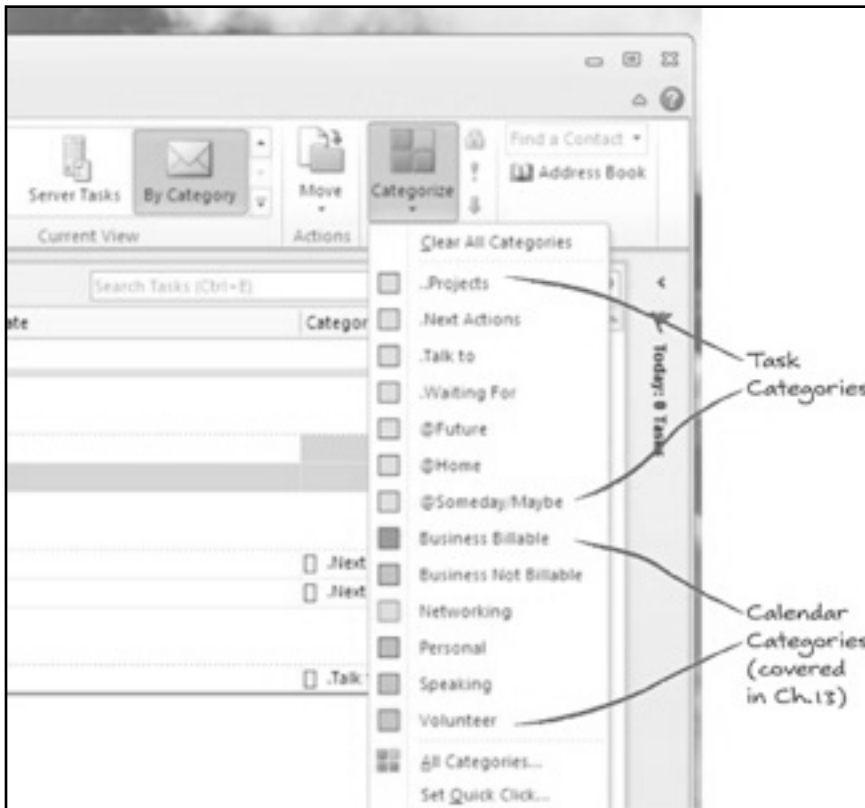 Find a Contact
Server Tasks
By Category
Move
Categorize
Address Book
Current View
Actions
Clear All Categories
Search Tasks (Ctrl+E)
..Projects
ate
Categor
.Next Actions
.Talk to
.Waiting For
@Future
@Home
@Someday/Maybe
Business Billable
.Next
Business Not Billable
.Next
Networking
Personal
Speaking
.Talk
Volunteer
All Categories...
Set Quick Click...
Today: 0 Tasks
Task
Categories
Calendar
Categories
(covered
in Ch.13)